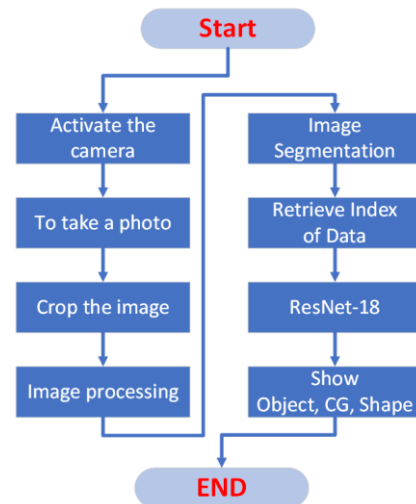 Start
Activate the
camera
To take a photo
Crop the image
Image processing
Image
Segmentation
Retrieve Index
of Data
ResNet-18
Show
Object, CG, Shape
END